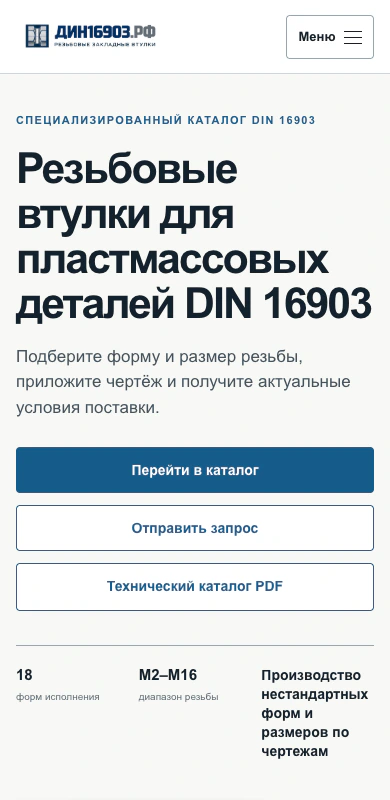 ДИН16903.РФ
РЕЗЬБОВЫЕ ЗАКЛАДНЫЕ ВТУЛКИ
Меню
СПЕЦИАЛИЗИРОВАННЫЙ КАТАЛОГ DIN 16903
Резьбовые
втулки для
пластмассовых
деталей DIN 16903
Подберите форму и размер резьбы,
приложите чертёж и получите актуальные
условия поставки.
Перейти в каталог
Отправить запрос
Технический каталог PDF
18
форм исполнения
M2–M16
диапазон резьбы
Производство
нестандартных
форм и
размеров по
чертежам